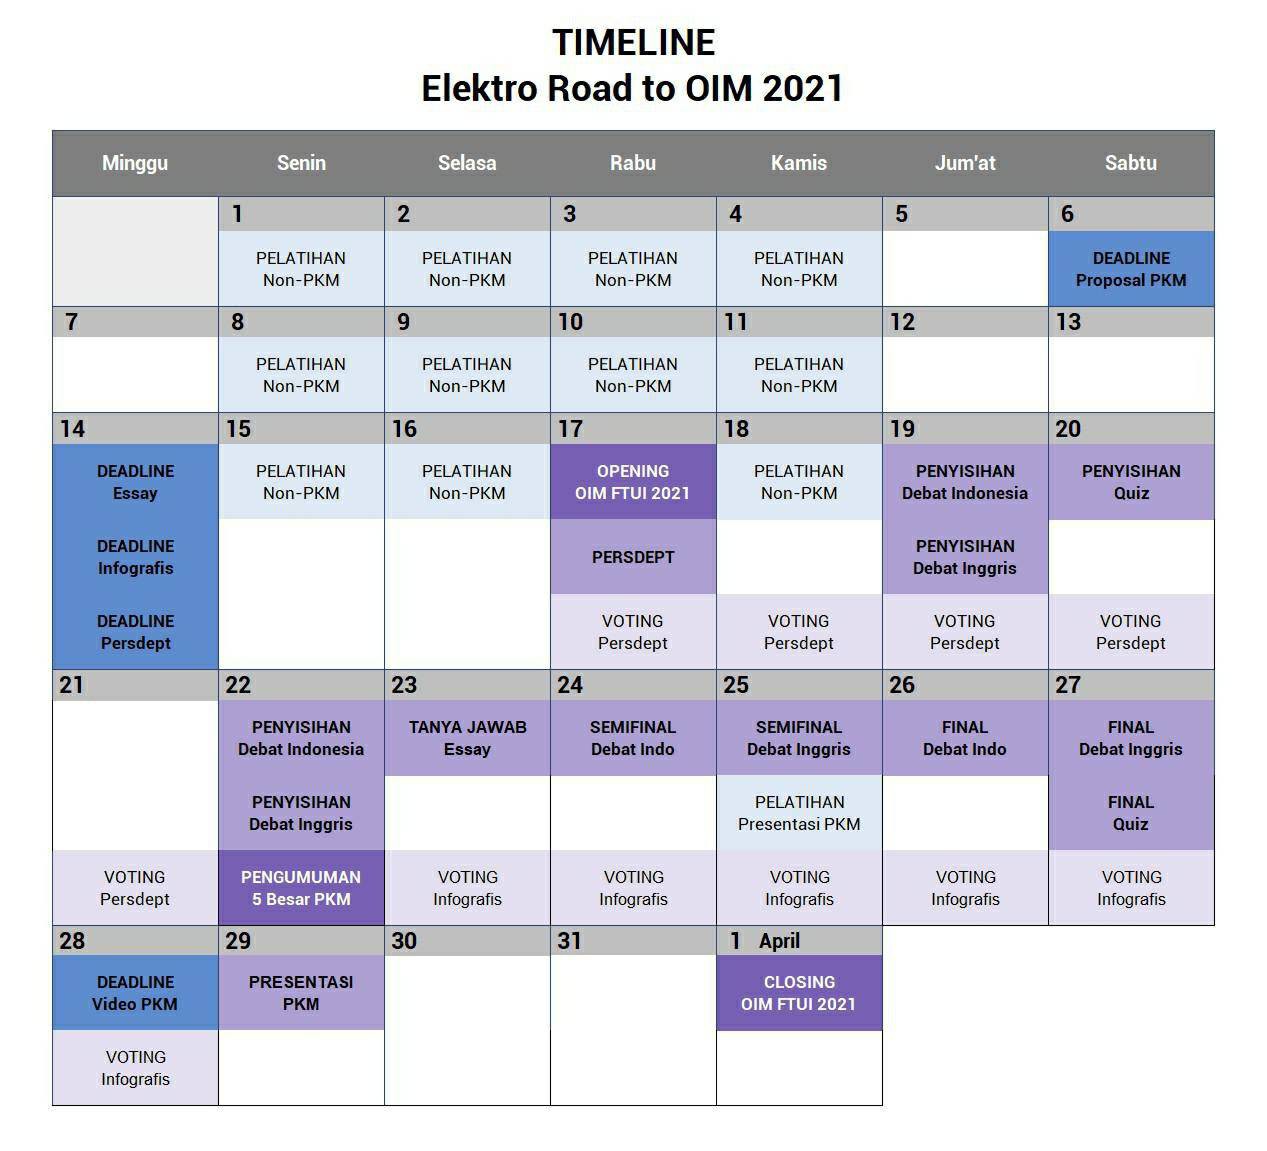 TIMELINE
Elektro Road to OIM 2021
Minggu Senin Selasa Rabu Kamis Jum'at Sabtu
1 2 3 4 5 6
PELATIHAN PELATIHAN PELATIHAN PELATIHAN DEADLINE
Non-PKM Non-PKM Non-PKM Non-PKM Proposal PKM
7 8 9 10 11 12 13
PELATIHAN PELATIHAN PELATIHAN PELATIHAN
Non-PKM Non-PKM Non-PKM Non-PKM
14 15 16 17 18 19 20
DEADLINE PELATIHAN PELATIHAN OPENING PELATIHAN PENYISIHAN PENYISIHAN
Essay Non-PKM Non-PKM OIM FTUI 2021 Non-PKM Debat Indonesia Quiz
DEADLINE PERSDEPT PENYISIHAN
Infografis Debat Inggris
DEADLINE VOTING VOTING VOTING VOTING
Persdept Persdept Persdept Persdept Persdept
21 22 23 24 25 26 27
PENYISIHAN TANYA JAWAB SEMIFINAL SEMIFINAL FINAL FINAL
Debat Indonesia Essay Debat Indo Debat Inggris Debat Indo Debat Inggris
PENYISIHAN PELATIHAN FINAL
Debat Inggris Presentasi PKM Quiz
VOTING PENGUMUMAN VOTING VOTING VOTING VOTING VOTING
Persdept 5 Besar PKM Infografis Infografis Infografis Infografis Infografis
28 29 30 31 1 April
DEADLINE PRESENTASI CLOSING
Video PKM PKM OIM FTUI 2021
VOTING
Infografis